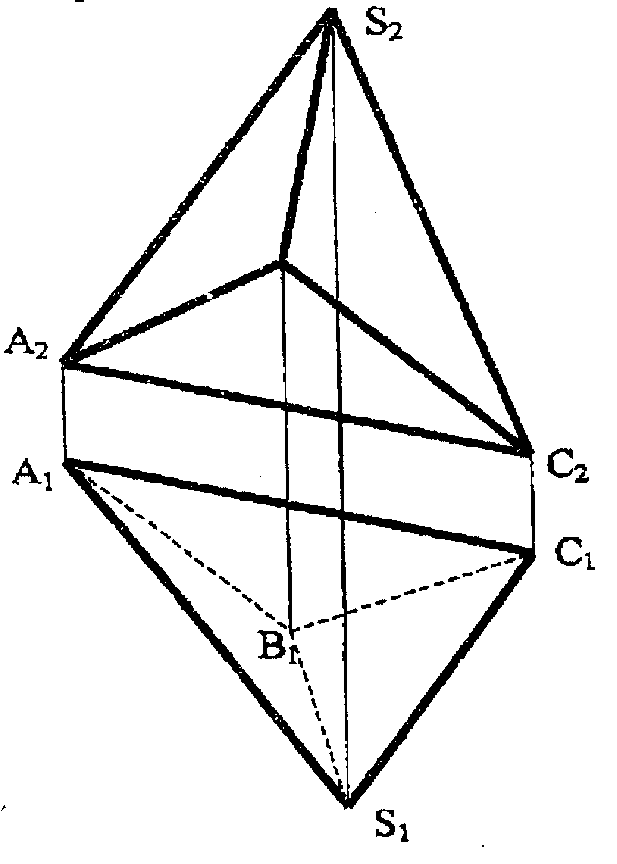 S₂
A₂
C₂
A₁
C₁
B₁
S₁